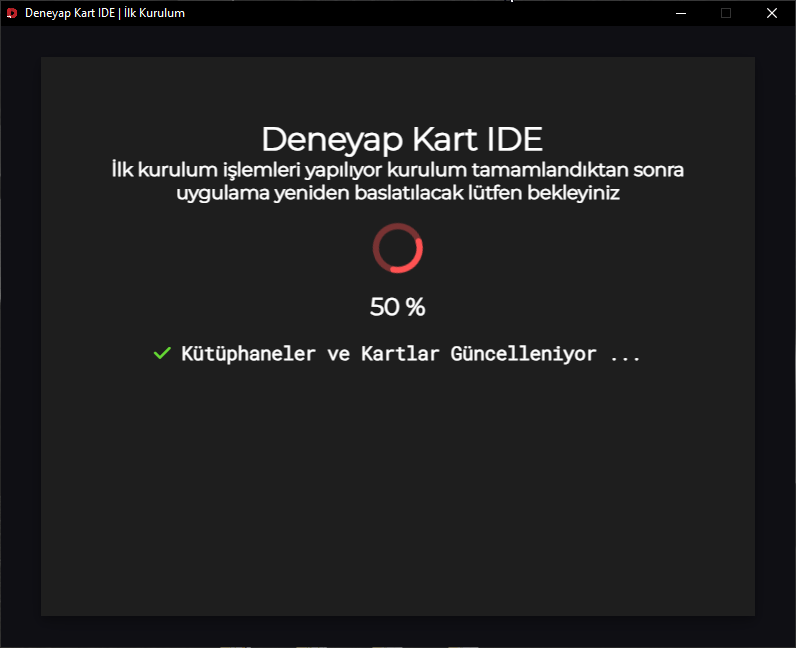 Deneyap Kart IDE | İlk Kurulum
Deneyap Kart IDE
İlk kurulum işlemleri yapılıyor kurulum tamamlandıktan sonra
uygulama yeniden baslatılacak lütfen bekleyiniz
50 %
Kütüphaneler ve Kartlar Güncelleniyor ...